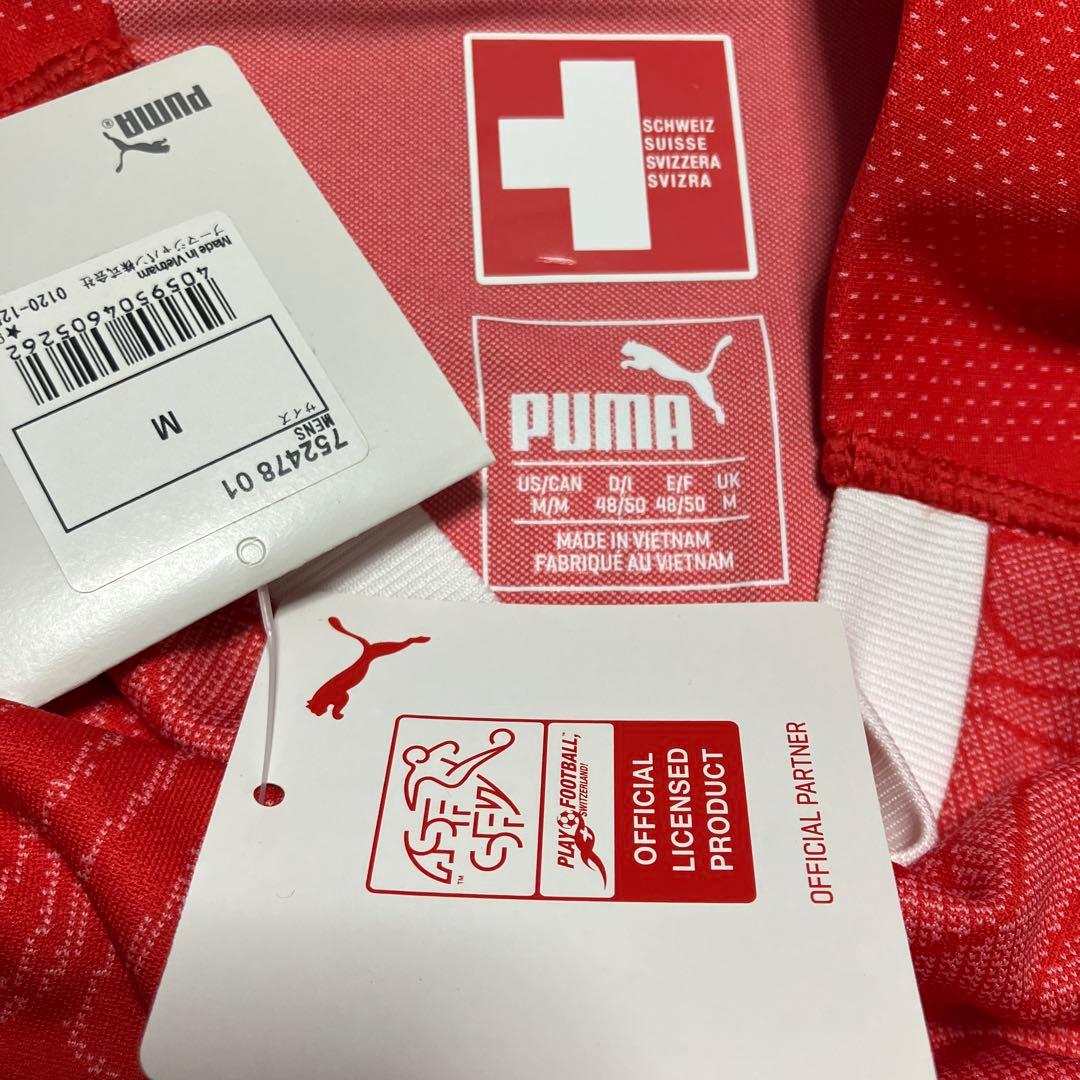 PUMA
Made in Vietnam
プーマジャパン株式会社 0120-12
4059504605262
M
サイズ
MENS
752478 01
SCHWEIZ
SUISSE
SVIZZERA
SVIZRA
PUMA
US/CAN D/I E/F UK
M/M 48/50 48/50 M
MADE IN VIETNAM
FABRIQUÉ AU VIETNAM
ASF
SFV
TM
PLAY FOOTBALL,
SWITZERLAND!
OFFICIAL
LICENSED
PRODUCT
OFFICIAL PARTNER